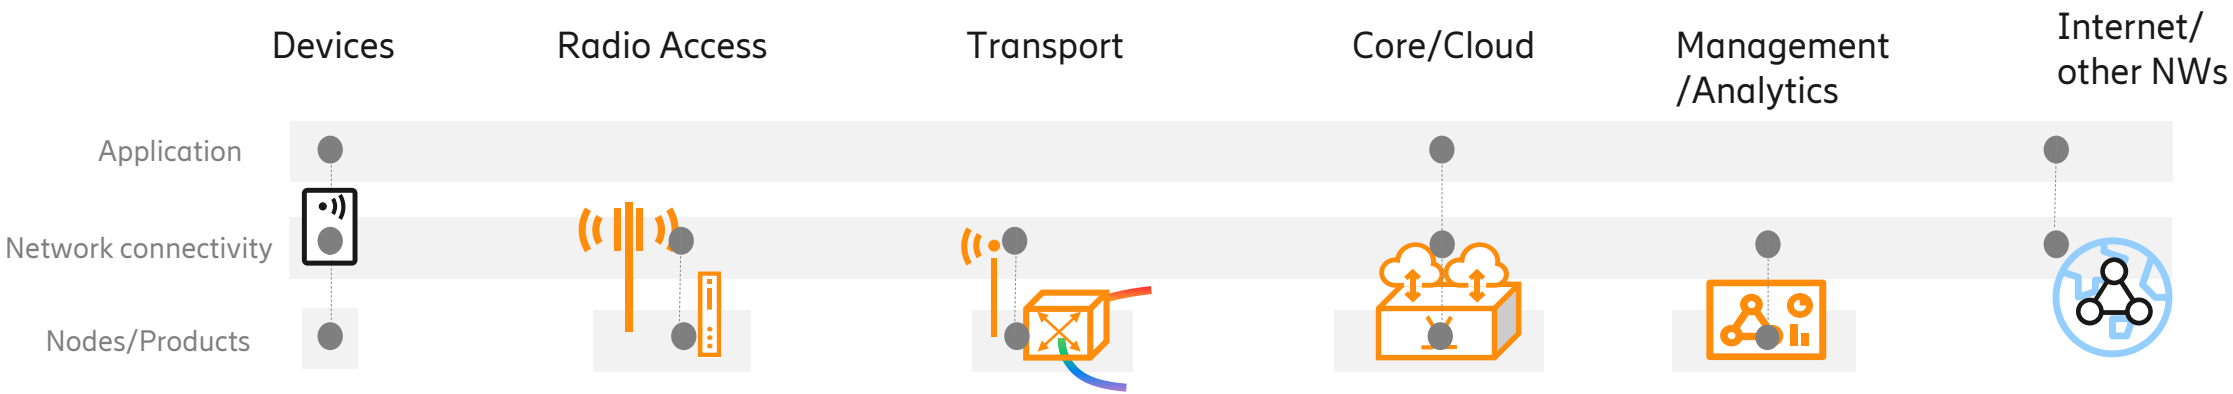 Devices
Radio Access
Transport
Core/Cloud
Management
/Analytics
Internet/
other NWs
Application
Network connectivity
Nodes/Products